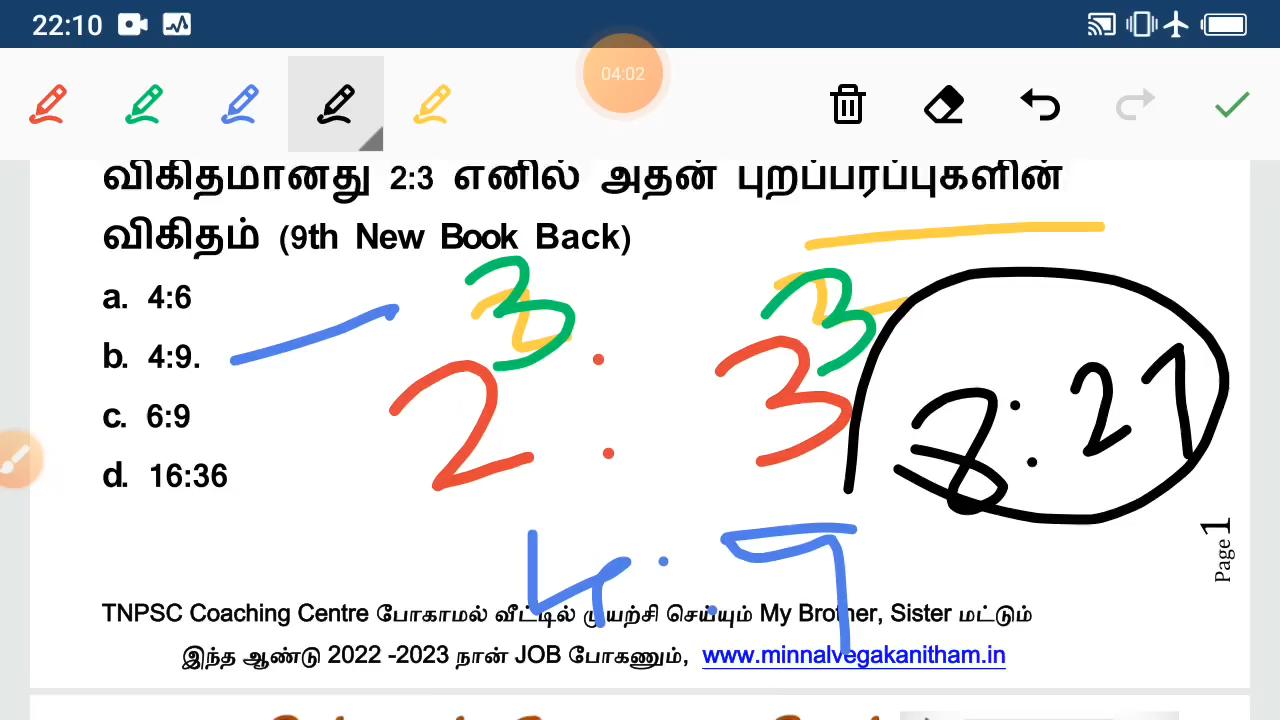 22:10
04:02
விகிதமானது 2:3 எனில் அதன் புறப்பரப்புகளின்
விகிதம் (9th New Book Back)
a. 4:6
b. 4:9.
c. 6:9
d. 16:36
3 3
2 : 3
8 : 27
4 : 9
Page 1
TNPSC Coaching Centre போகாமல் வீட்டில் முயற்சி செய்யும் My Brother, Sister மட்டும்
இந்த ஆண்டு 2022 -2023 நான் JOB போகணும், www.minnalvegakanitham.in